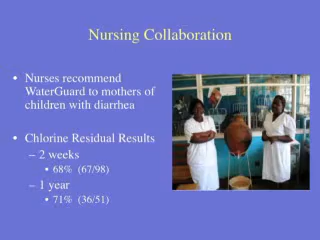 Nursing Collaboration
• Nurses recommend
WaterGuard to mothers of
children with diarrhea
• Chlorine Residual Results
– 2 weeks
• 68% (67/98)
– 1 year
• 71% (36/51)